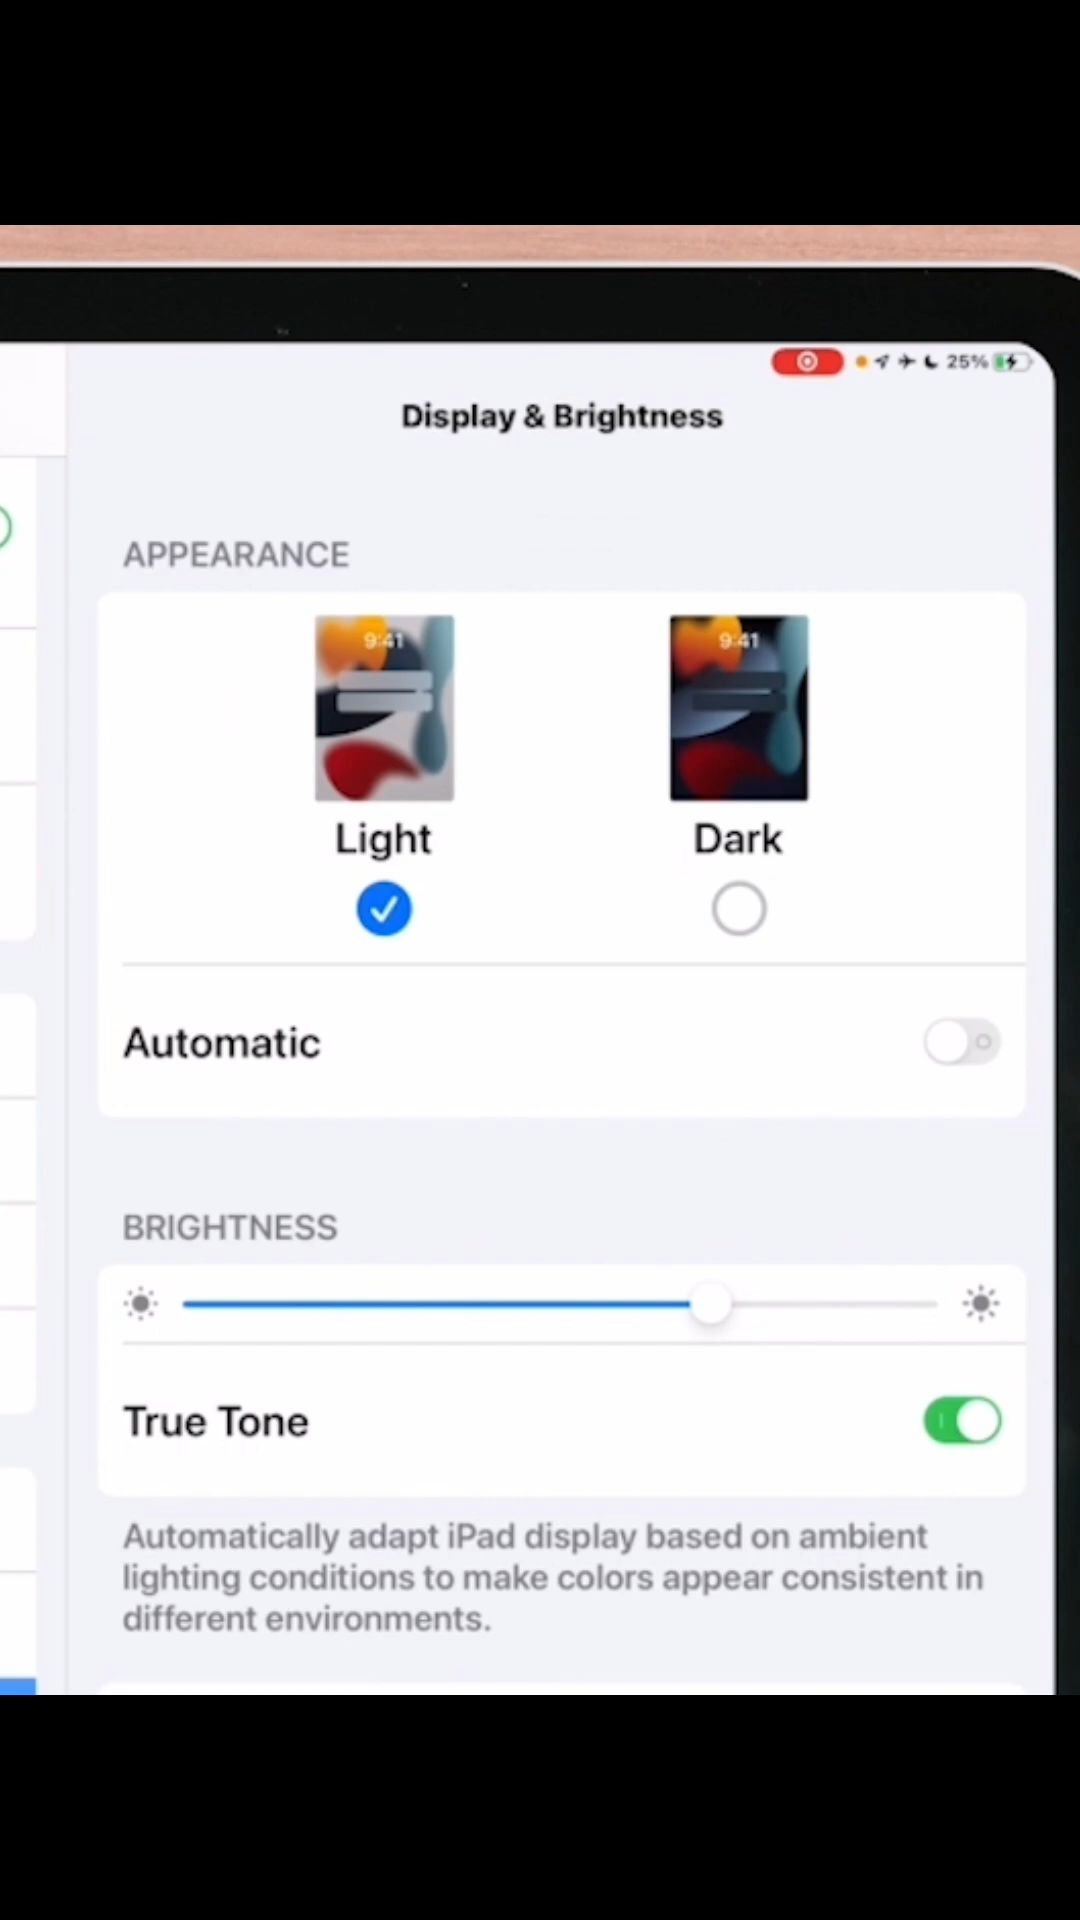 25%
Display & Brightness
APPEARANCE
9:41
9:41
Light
Dark
Automatic
BRIGHTNESS
True Tone
Automatically adapt iPad display based on ambient
lighting conditions to make colors appear consistent in
different environments.